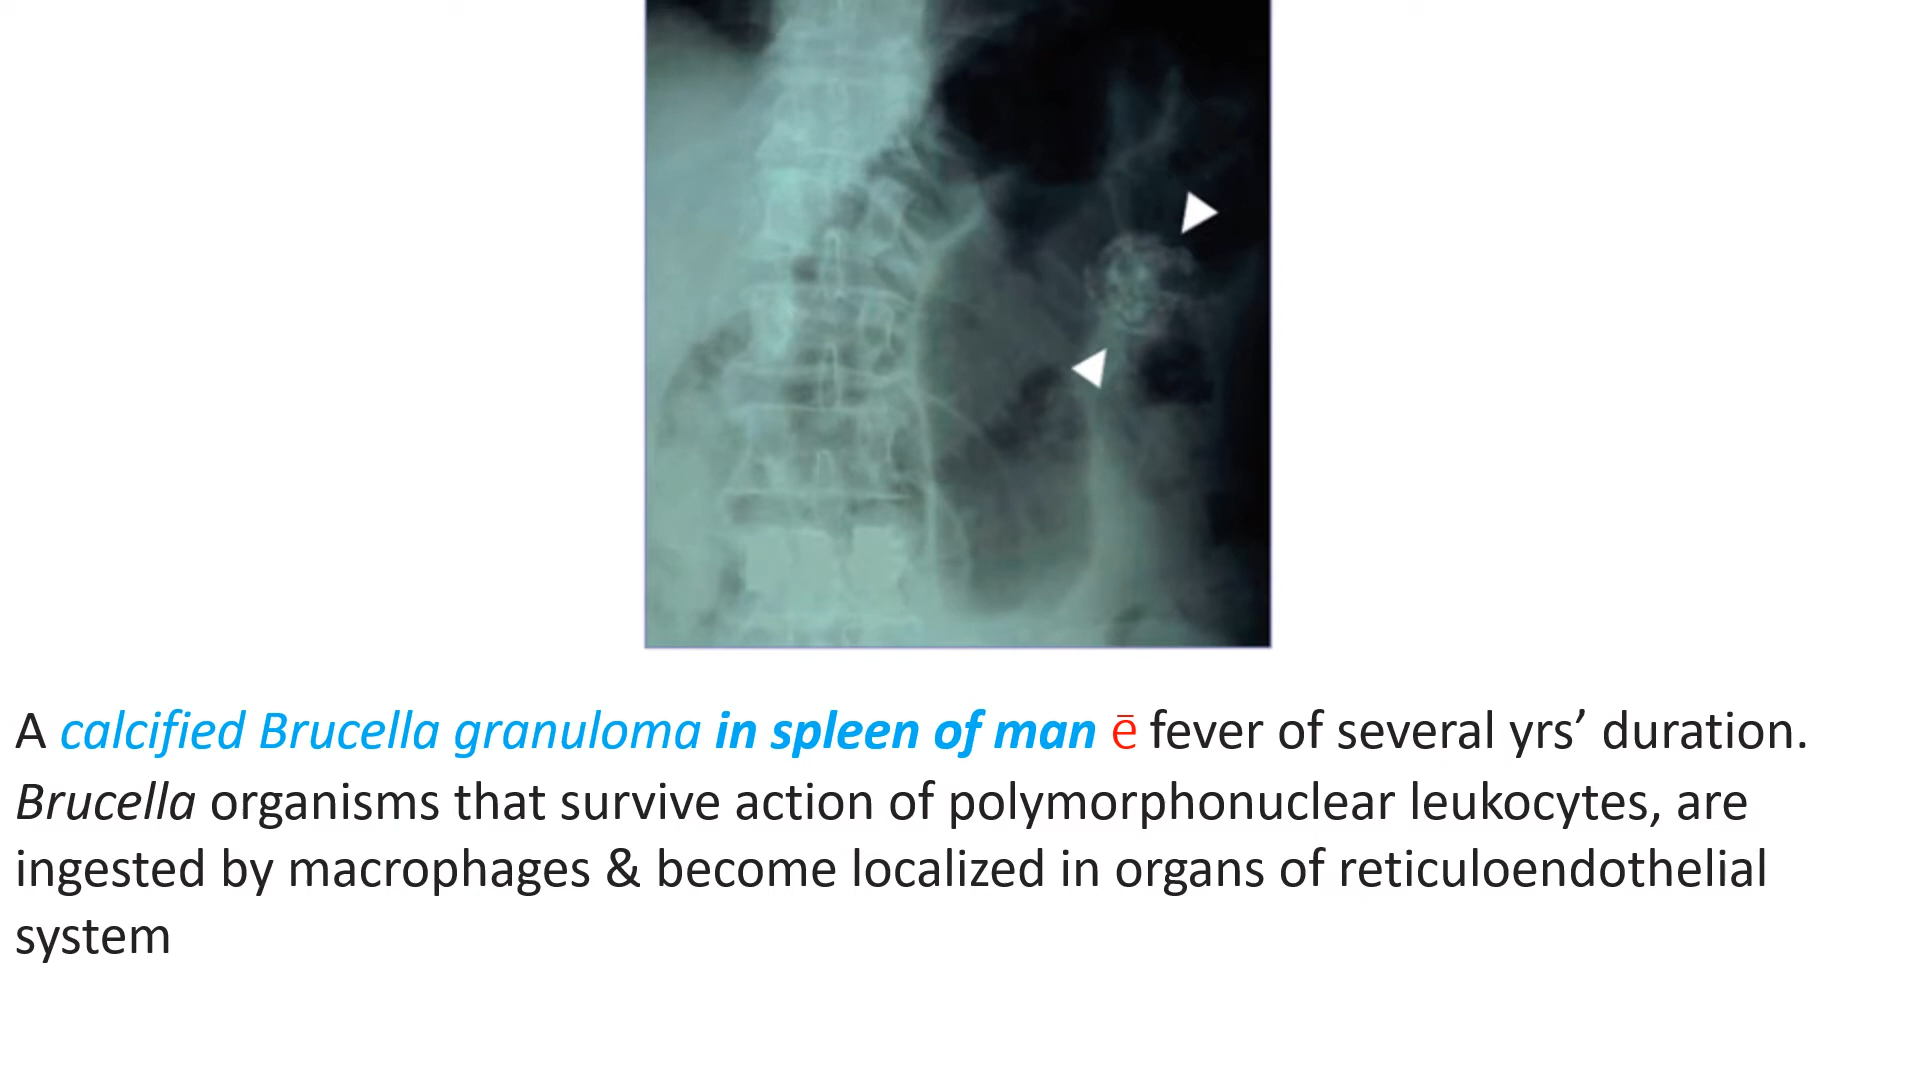 A calcified Brucella granuloma in spleen of man ē fever of several yrs’ duration.
Brucella organisms that survive action of polymorphonuclear leukocytes, are
ingested by macrophages & become localized in organs of reticuloendothelial
system